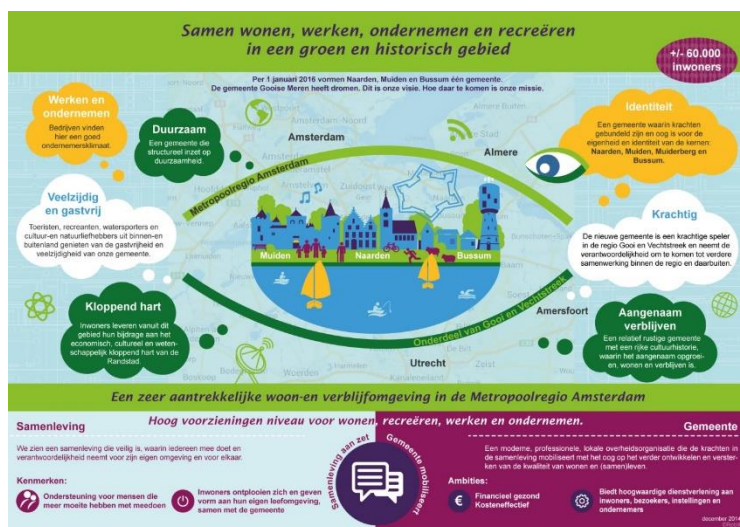 Samen wonen, werken, ondernemen en recreëren
in een groen en historisch gebied
+/- 60.000
inwoners
Per 1 januari 2016 vormen Naarden, Muiden en Bussum één gemeente.
De gemeente Gooise Meren heeft dromen. Dit is onze visie. Hoe daar te komen is onze missie.
Werken en
ondernemen
Bedrijven vinden
hier een goed
ondernemersklimaat.
Duurzaam
Een gemeente die
structureel inzet op
duurzaamheid.
Veelzijdig
en gastvrij
Toeristen, recreanten, watersporters en
cultuur-en natuurliefhebbers uit binnen-en
buitenland genieten van de gastvrijheid en
veelzijdigheid van onze gemeente.
Kloppend hart
Inwoners leveren vanuit dit
gebied hun bijdrage aan het
economisch, cultureel en weten-
schappelijk kloppend hart van de
Randstad.
Amsterdam
Almere
Metropoolregio Amsterdam
Muiden
Naarden
Bussum
Onderdeel van Gooi en Vechtstreek
Utrecht
Amersfoort
Identiteit
Een gemeente waarin krachten
gebundeld zijn en oog is voor de
eigenheid en identiteit van de kernen:
Naarden, Muiden, Muiderberg en
Bussum.
Krachtig
De nieuwe gemeente is een krachtige speler
in de regio Gooi en Vechtstreek en neemt de
verantwoordelijkheid om te komen tot verdere
samenwerking binnen de regio en daarbuiten.
Aangenaam
verblijven
Een relatief rustige gemeente
met een rijke cultuurhistorie,
waarin het aangenaam opgroei-
en, wonen en verblijven is.
Een zeer aantrekkelijke woon-en verblijfomgeving in de Metropoolregio Amsterdam
Hoog voorzieningen niveau voor wonen, recreëren, werken en ondernemen.
Samenleving
We zien een samenleving die veilig is, waarin iedereen mee doet en
verantwoordelijkheid neemt voor zijn eigen omgeving en voor elkaar.
Kenmerken:
Ondersteuning voor mensen die
meer moeite hebben met meedoen
Inwoners ontplooien zich en geven
vorm aan hun eigen leefomgeving,
samen met de gemeente
Samenleving aan zet
Gemeente mobiliseert
Gemeente
Een moderne, professionele, lokale overheidsorganisatie die de krachten in
de samenleving mobiliseert met het oog op het verder ontwikkelen en verster-
ken van de kwaliteit van wonen en (samen)leven.
Ambities:
Financieel gezond
Kosteneffectief
Biedt hoogwaardige dienstverlening aan
inwoners, bezoekers, instellingen en
ondernemers
december 2014